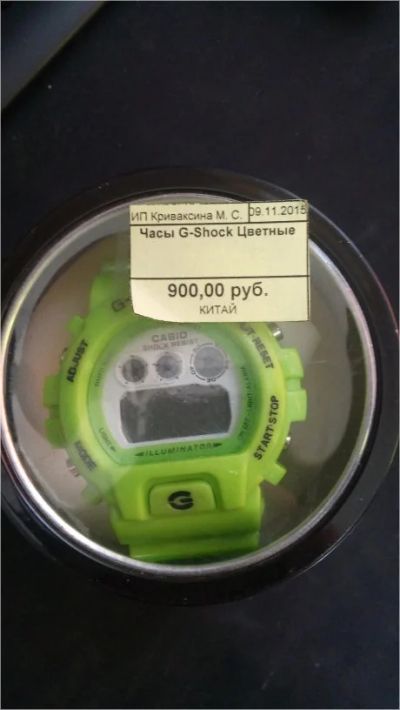 ИП Криваксина М. С. 09.11.2015
Часы G-Shock Цветные
900,00 руб.
КИТАЙ
G-
CASIO
SHOCK RESIST
ADJUST
MODE
START·STOP
ILLUMINATOR
G